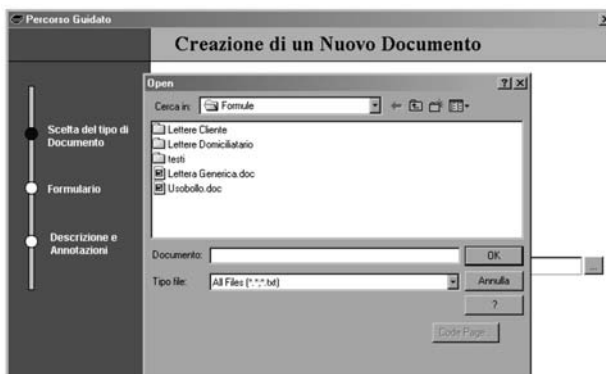 Percorso Guidato
Creazione di un Nuovo Documento
Scelta del tipo di
Documento
Formulario
Descrizione e
Annotazioni
Open
Cerca in:
Formule
Lettere Cliente
Lettere Domiciliatario
testi
Lettera Generica.doc
Usobollo.doc
Documento:
OK
Tipo file:
All Files (*.*;*.txt)
Annulla
?
Code Page...
...